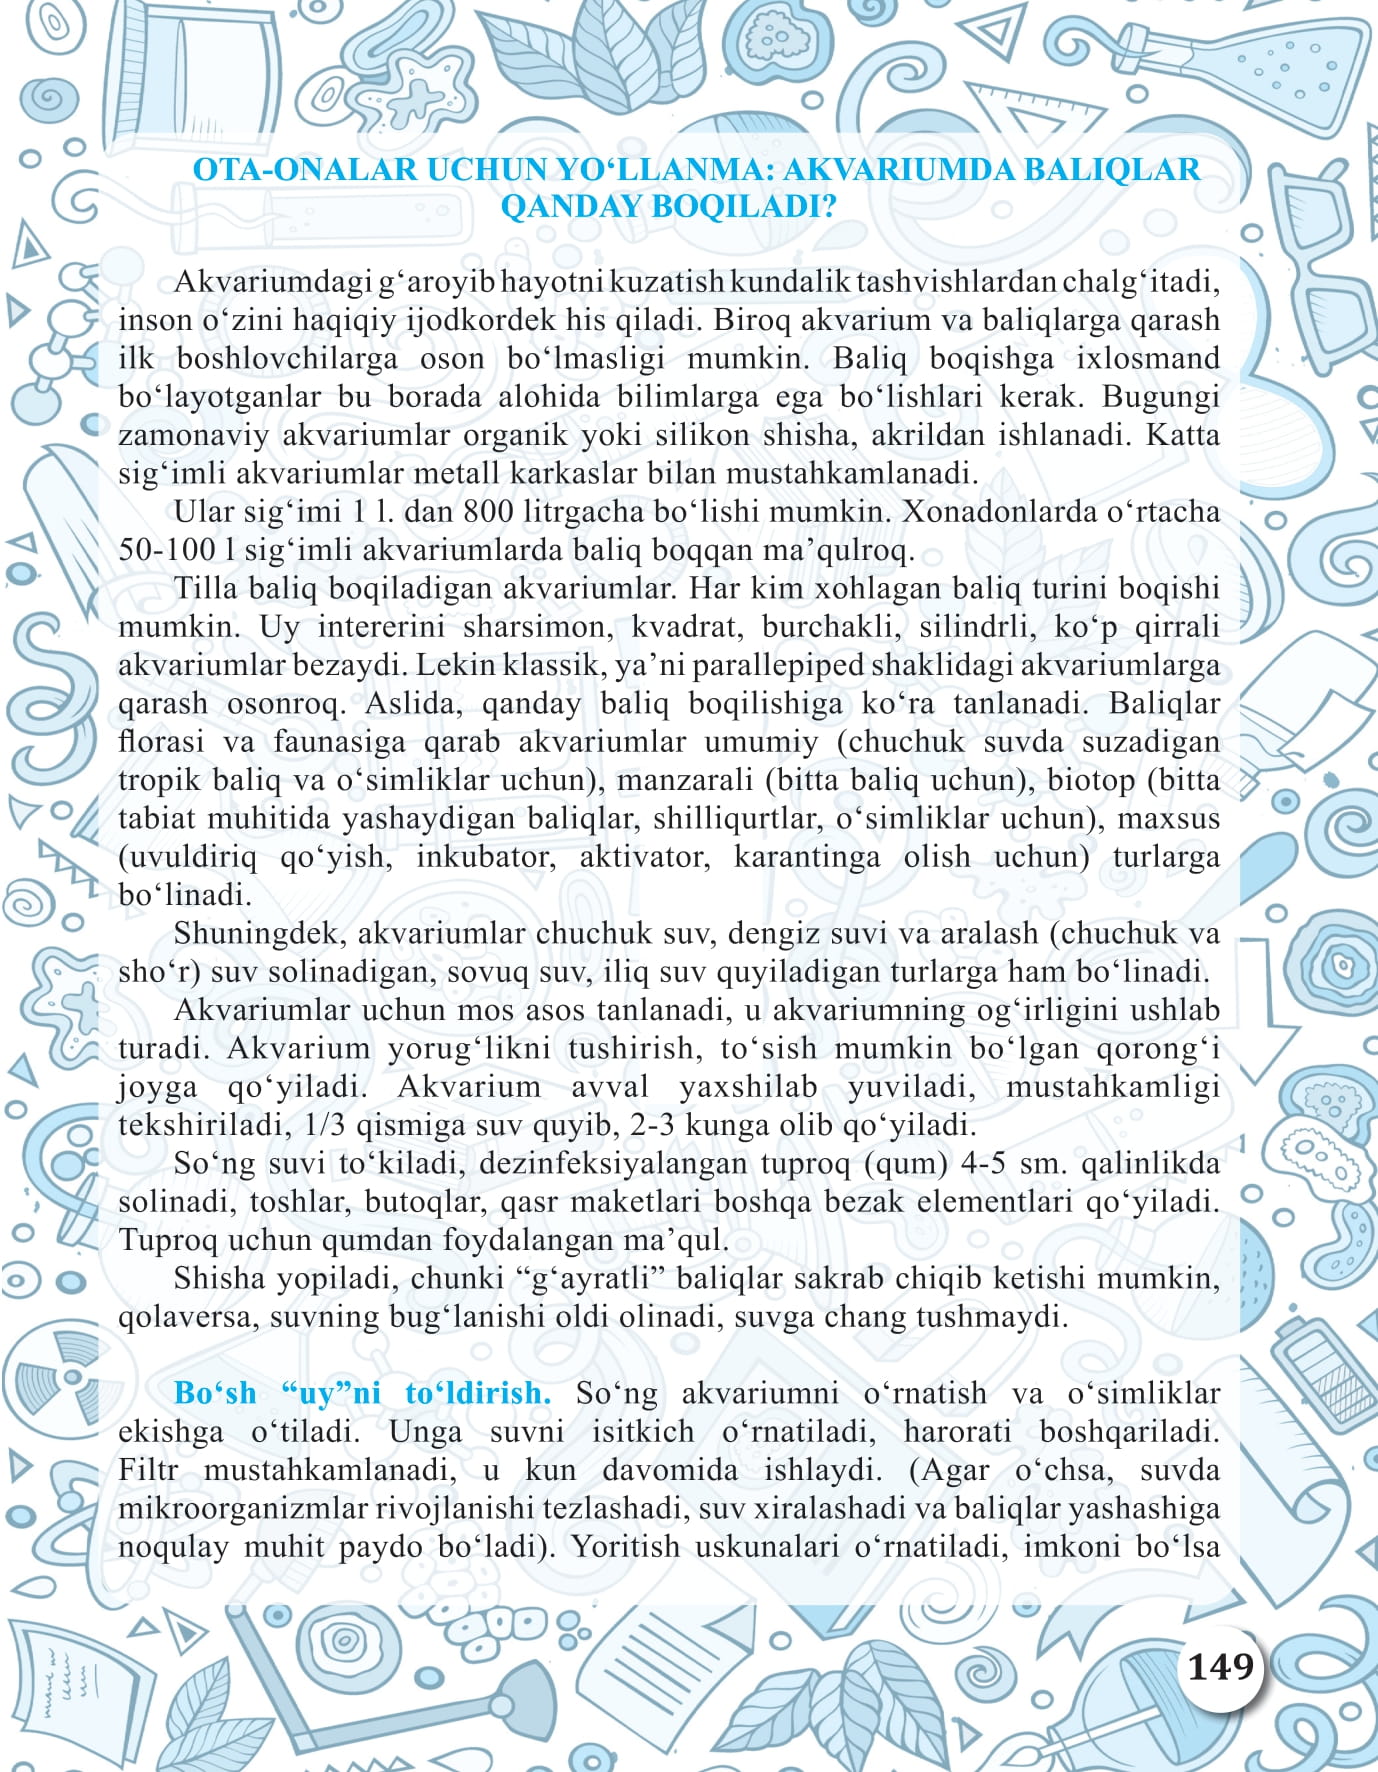 OTA-ONALAR UCHUN YO‘LLANMA: AKVARIUMDA BALIQLAR
QANDAY BOQILADI?
Akvariumdagi g‘aroyib hayotni kuzatish kundalik tashvishlardan chalg‘itadi,
inson o‘zini haqiqiy ijodkordek his qiladi. Biroq akvarium va baliqlarga qarash
ilk boshlovchilarga oson bo‘lmasligi mumkin. Baliq boqishga ixlosmand
bo‘layotganlar bu borada alohida bilimlarga ega bo‘lishlari kerak. Bugungi
zamonaviy akvariumlar organik yoki silikon shisha, akrildan ishlanadi. Katta
sig‘imli akvariumlar metall karkaslar bilan mustahkamlanadi.
Ular sig‘imi 1 l. dan 800 litrgacha bo‘lishi mumkin. Xonadonlarda o‘rtacha
50-100 l sig‘imli akvariumlarda baliq boqqan ma’qulroq.
Tilla baliq boqiladigan akvariumlar. Har kim xohlagan baliq turini boqishi
mumkin. Uy intererini sharsimon, kvadrat, burchakli, silindrli, ko‘p qirrali
akvariumlar bezaydi. Lekin klassik, ya’ni parallepiped shaklidagi akvariumlarga
qarash osonroq. Aslida, qanday baliq boqilishiga ko‘ra tanlanadi. Baliqlar
florasi va faunasiga qarab akvariumlar umumiy (chuchuk suvda suzadigan
tropik baliq va o‘simliklar uchun), manzarali (bitta baliq uchun), biotop (bitta
tabiat muhitida yashaydigan baliqlar, shilliqurtlar, o‘simliklar uchun), maxsus
(uvuldiriq qo‘yish, inkubator, aktivator, karantinga olish uchun) turlarga
bo‘linadi.
Shuningdek, akvariumlar chuchuk suv, dengiz suvi va aralash (chuchuk va
sho‘r) suv solinadigan, sovuq suv, iliq suv quyiladigan turlarga ham bo‘linadi.
Akvariumlar uchun mos asos tanlanadi, u akvariumning og‘irligini ushlab
turadi. Akvarium yorug‘likni tushirish, to‘sish mumkin bo‘lgan qorong‘i
joyga qo‘yiladi. Akvarium avval yaxshilab yuviladi, mustahkamligi
tekshiriladi, 1/3 qismiga suv quyib, 2-3 kunga olib qo‘yiladi.
So‘ng suvi to‘kiladi, dezinfeksiyalangan tuproq (qum) 4-5 sm. qalinlikda
solinadi, toshlar, butoqlar, qasr maketlari boshqa bezak elementlari qo‘yiladi.
Tuproq uchun qumdan foydalangan ma’qul.
Shisha yopiladi, chunki “g‘ayratli” baliqlar sakrab chiqib ketishi mumkin,
qolaversa, suvning bug‘lanishi oldi olinadi, suvga chang tushmaydi.
Bo‘sh “uy”ni to‘ldirish. So‘ng akvariumni o‘rnatish va o‘simliklar
ekishga o‘tiladi. Unga suvni isitkich o‘rnatiladi, harorati boshqariladi.
Filtr mustahkamlanadi, u kun davomida ishlaydi. (Agar o‘chsa, suvda
mikroorganizmlar rivojlanishi tezlashadi, suv xiralashadi va baliqlar yashashiga
noqulay muhit paydo bo‘ladi). Yoritish uskunalari o‘rnatiladi, imkoni bo‘lsa
149